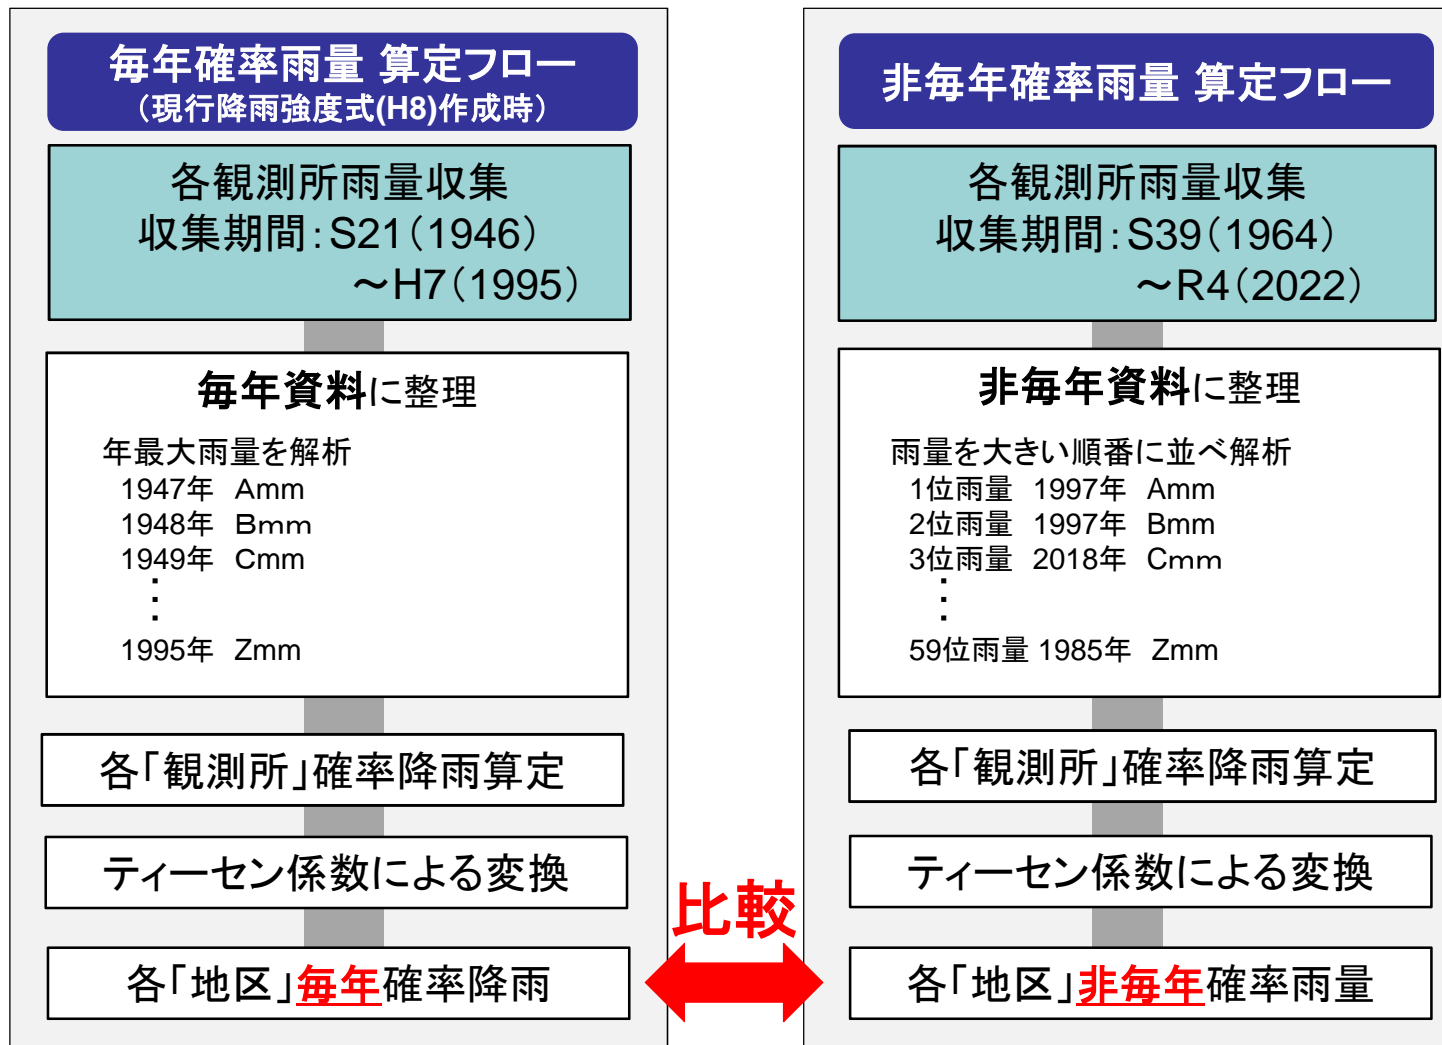 毎年確率雨量 算定フロー
（現行降雨強度式(H8)作成時）
各観測所雨量収集
収集期間：S21（1946）
～H7（1995）
毎年資料に整理
年最大雨量を解析
1947年 Amm
1948年 Bmm
1949年 Cmm
：
：
1995年 Zmm
各「観測所」確率降雨算定
ティーセン係数による変換
各「地区」毎年確率降雨
比較
非毎年確率雨量 算定フロー
各観測所雨量収集
収集期間：S39（1964）
～R4（2022）
非毎年資料に整理
雨量を大きい順番に並べ解析
1位雨量 1997年 Amm
2位雨量 1997年 Bmm
3位雨量 2018年 Cmm
：
：
59位雨量 1985年 Zmm
各「観測所」確率降雨算定
ティーセン係数による変換
各「地区」非毎年確率雨量